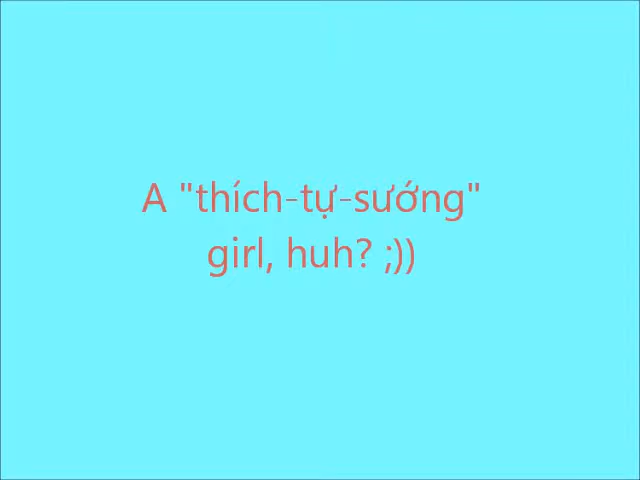 A "thích-tự-sướng"
girl, huh? ;))